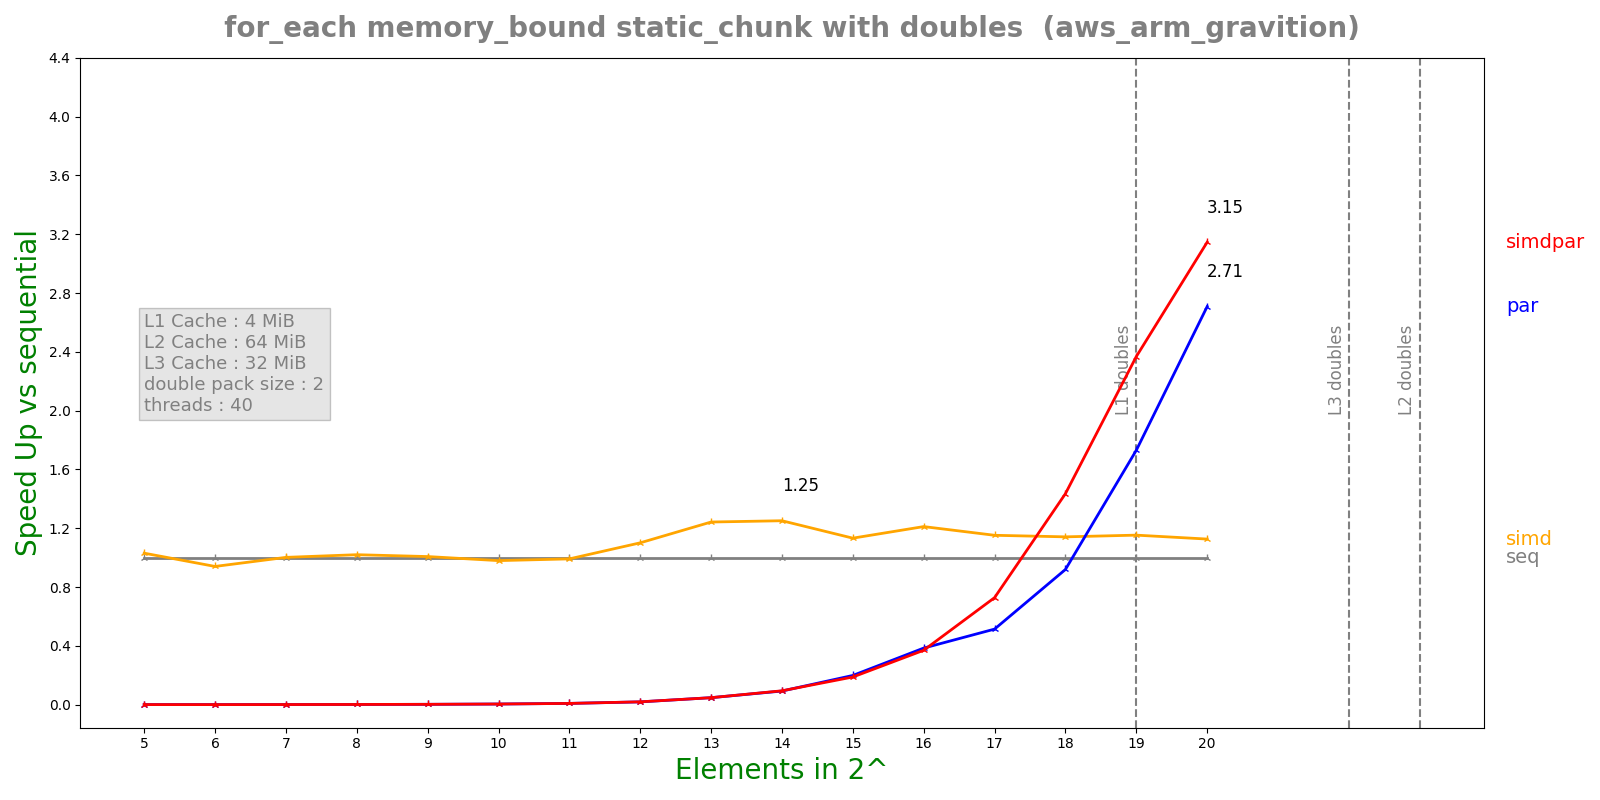 for_each memory_bound static_chunk with doubles  (aws_arm_gravition)
Speed Up vs sequential
4.4
4.0
3.6
3.2
2.8
2.4
2.0
1.6
1.2
0.8
0.4
0.0
L1 Cache : 4 MiB
L2 Cache : 64 MiB
L3 Cache : 32 MiB
double pack size : 2
threads : 40
1.25
3.15
2.71
L1 doubles
L3 doubles
L2 doubles
simdpar
par
simd
seq
5 6 7 8 9 10 11 12 13 14 15 16 17 18 19 20
Elements in 2^